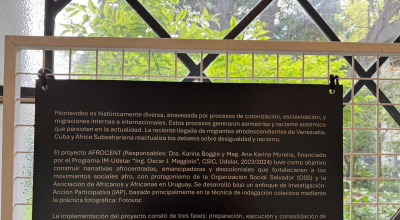 Montevideo es históricamente diversa, atravesada por procesos de colonización, esclavización, y
migraciones internas e internacionales. Estos procesos generaron asimetrías y racismo sistémico
que persisten en la actualidad. La reciente llegada de migrantes afrodescendientes de Venezuela,
Cuba y África Subsahariana reactualiza los debates sobre desigualdad y racismo.
El proyecto AFROCENT (Responsables: Dra. Karina Boggio y Mag. Ana Karina Moreira, financiado
por el Programa IM-Udelar "Ing. Oscar J. Maggiolo", CSIC, Udelar, 2023/2024) tuvo como objetivo
construir narrativas afrocentradas, emancipadoras y descoloniales que fortalecieran a los
movimientos sociales afro, con protagonismo de la Organización Social Salvador (OSS) y la
Asociación de Africanos y Africanas en Uruguay. Se desarrolló bajo un enfoque de Investigación-
Acción Participativa (IAP), basado principalmente en la técnica de indagación colectiva mediante
la práctica fotográfica: Fotovoz.
La implementación del proyecto constó de tres fases: preparación, ejecución y consolidación de